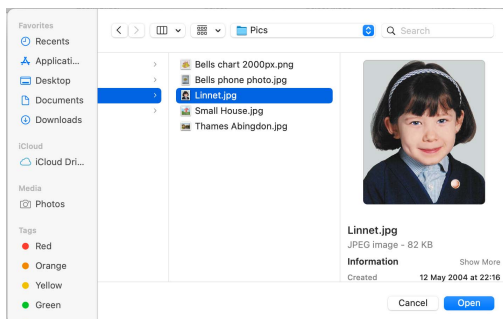 Favorites
Recents
Applicati...
Desktop
Documents
Downloads
iCloud
iCloud Dri...
Media
Photos
Tags
Red
Orange
Yellow
Green
Pics
Search
Bells chart 2000px.png
Bells phone photo.jpg
Linnet.jpg
Small House.jpg
Thames Abingdon.jpg
Linnet.jpg
JPEG image - 82 KB
Information Show More
Created 12 May 2004 at 22:16
Cancel Open